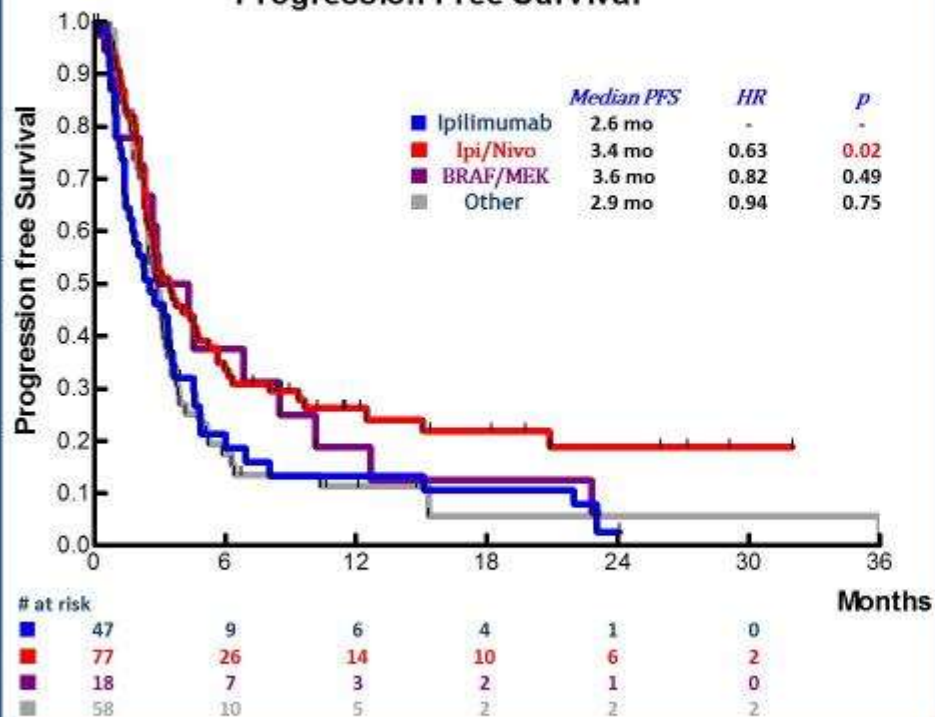 Progression Free Survival
Progression free Survival
1.0
0.9
0.8
0.7
0.6
0.5
0.4
0.3
0.2
0.1
0.0
Median PFS HR p
Ipilimumab 2.6 mo - -
Ipi/Nivo 3.4 mo 0.63 0.02
BRAF/MEK 3.6 mo 0.82 0.49
Other 2.9 mo 0.94 0.75
0 6 12 18 24 30 36
Months
# at risk
47 9 6 4 1 0
77 26 14 10 6 2
18 7 3 2 1 0
58 10 5 2 2 2